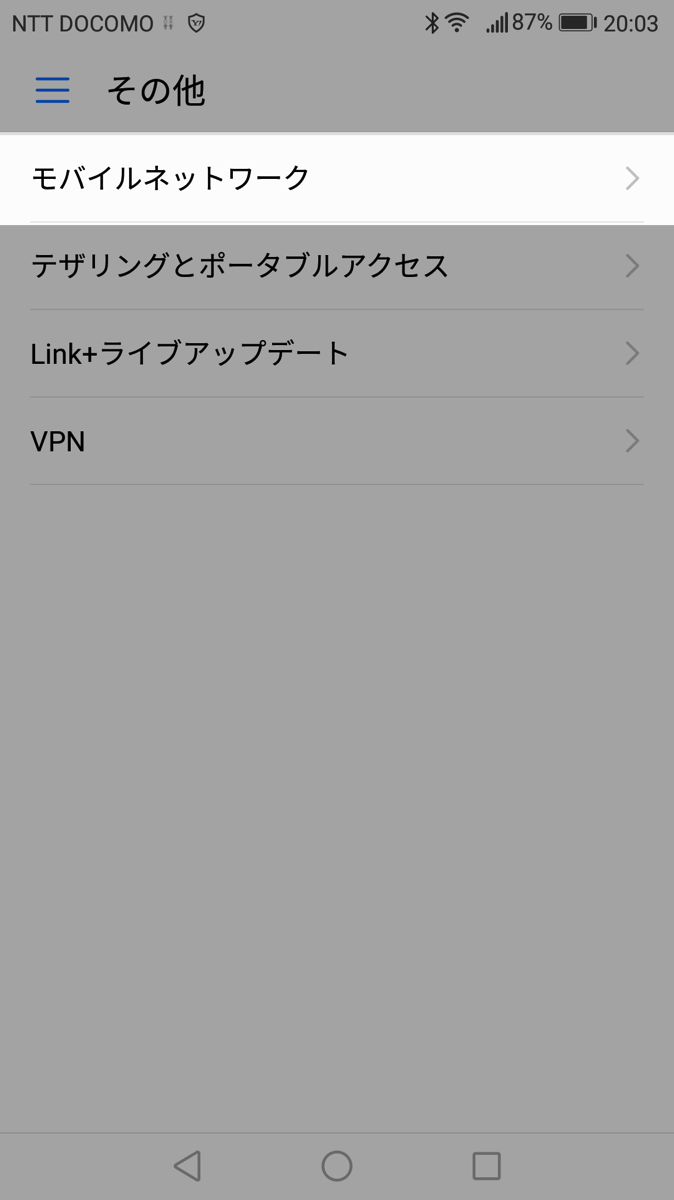 NTT DOCOMO 87% 20:03
その他
モバイルネットワーク
テザリングとポータブルアクセス
Link+ライブアップデート
VPN